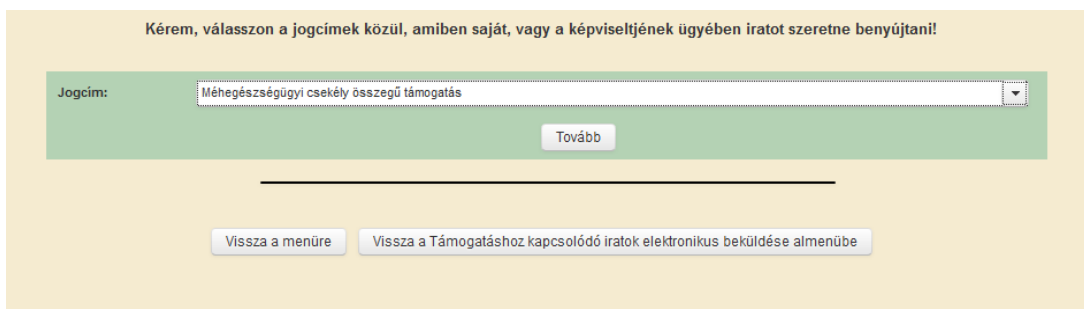 Kérem, válasszon a jogcímek közül, amiben saját, vagy a képviseltjének ügyében iratot szeretne benyújtani!
Jogcím: Méhegészségügyi csekély összegű támogatás
Tovább
Vissza a menüre Vissza a Támogatáshoz kapcsolódó iratok elektronikus beküldése almenübe